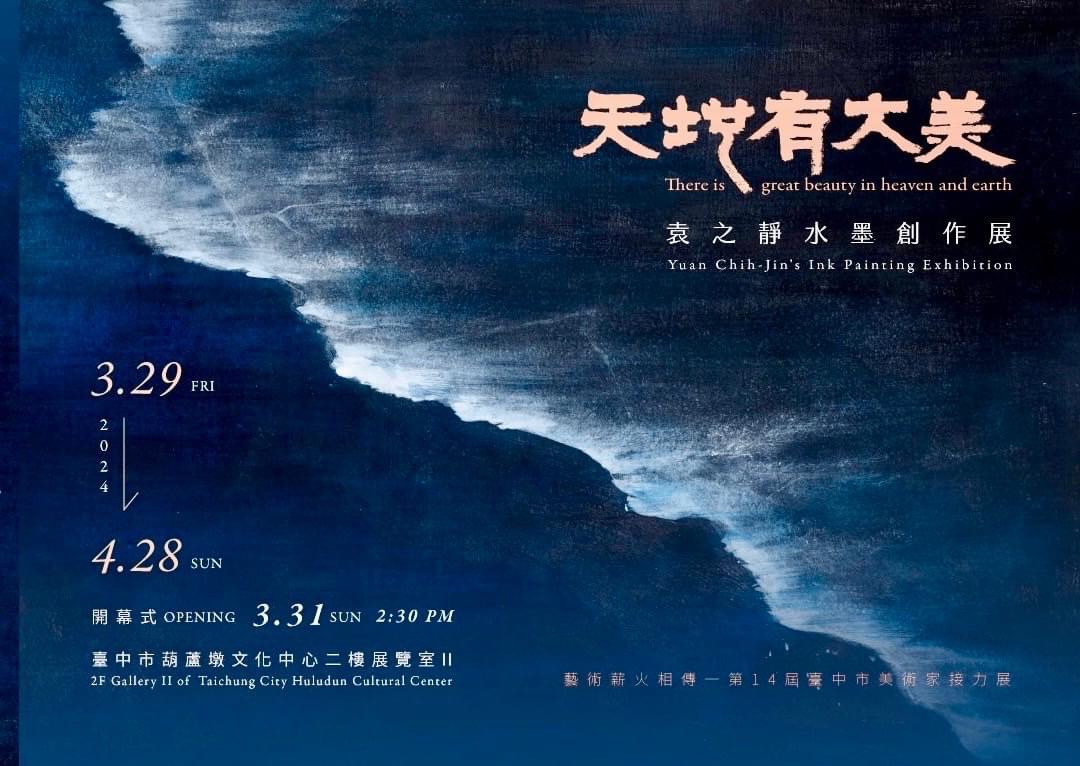 天地有大美
There is great beauty in heaven and earth
袁之靜水墨創作展
Yuan Chih-Jin's Ink Painting Exhibition
3.29 FRI
2024
4.28 SUN
開幕式 OPENING 3.31 SUN 2:30 PM
臺中市葫蘆墩文化中心二樓展覽室II
2F Gallery II of Taichung City Huludun Cultural Center
藝術薪火相傳—第14屆臺中市美術家接力展